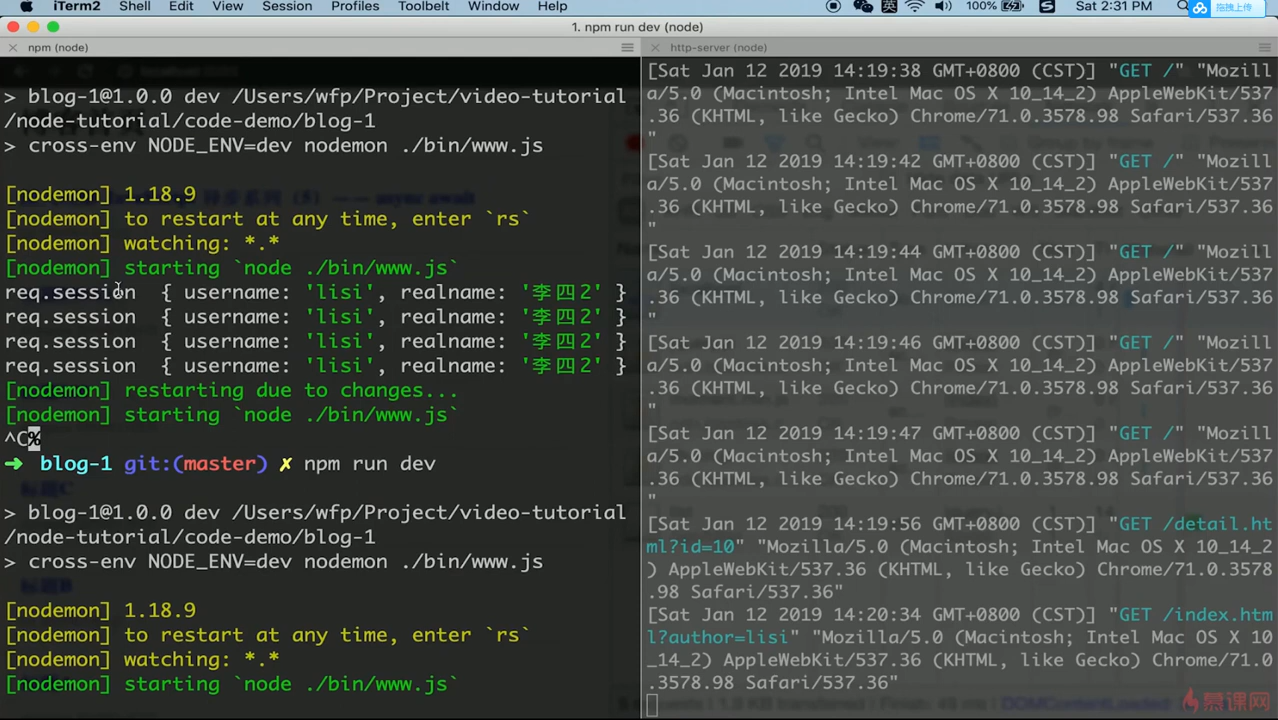 iTerm2 Shell Edit View Session Profiles Toolbelt Window Help 英 100% Sat 2:31 PM 拖拽上传
1. npm run dev (node)
npm (node)
> blog-1@1.0.0 dev /Users/wfp/Project/video-tutorial
/node-tutorial/code-demo/blog-1
> cross-env NODE_ENV=dev nodemon ./bin/www.js
[nodemon] 1.18.9
[nodemon] to restart at any time, enter `rs`
[nodemon] watching: *.*
[nodemon] starting `node ./bin/www.js`
req.session { username: 'lisi', realname: '李四2' }
req.session { username: 'lisi', realname: '李四2' }
req.session { username: 'lisi', realname: '李四2' }
req.session { username: 'lisi', realname: '李四2' }
[nodemon] restarting due to changes...
[nodemon] starting `node ./bin/www.js`
^C%
➜ blog-1 git:(master) ✗ npm run dev
> blog-1@1.0.0 dev /Users/wfp/Project/video-tutorial
/node-tutorial/code-demo/blog-1
> cross-env NODE_ENV=dev nodemon ./bin/www.js
[nodemon] 1.18.9
[nodemon] to restart at any time, enter `rs`
[nodemon] watching: *.*
[nodemon] starting `node ./bin/www.js`
http-server (node)
[Sat Jan 12 2019 14:19:38 GMT+0800 (CST)] "GET /" "Mozill
a/5.0 (Macintosh; Intel Mac OS X 10_14_2) AppleWebKit/537
.36 (KHTML, like Gecko) Chrome/71.0.3578.98 Safari/537.36
"
[Sat Jan 12 2019 14:19:42 GMT+0800 (CST)] "GET /" "Mozill
a/5.0 (Macintosh; Intel Mac OS X 10_14_2) AppleWebKit/537
.36 (KHTML, like Gecko) Chrome/71.0.3578.98 Safari/537.36
"
[Sat Jan 12 2019 14:19:44 GMT+0800 (CST)] "GET /" "Mozill
a/5.0 (Macintosh; Intel Mac OS X 10_14_2) AppleWebKit/537
.36 (KHTML, like Gecko) Chrome/71.0.3578.98 Safari/537.36
"
[Sat Jan 12 2019 14:19:46 GMT+0800 (CST)] "GET /" "Mozill
a/5.0 (Macintosh; Intel Mac OS X 10_14_2) AppleWebKit/537
.36 (KHTML, like Gecko) Chrome/71.0.3578.98 Safari/537.36
"
[Sat Jan 12 2019 14:19:47 GMT+0800 (CST)] "GET /" "Mozill
a/5.0 (Macintosh; Intel Mac OS X 10_14_2) AppleWebKit/537
.36 (KHTML, like Gecko) Chrome/71.0.3578.98 Safari/537.36
"
[Sat Jan 12 2019 14:19:56 GMT+0800 (CST)] "GET /detail.ht
ml?id=10" "Mozilla/5.0 (Macintosh; Intel Mac OS X 10_14_2
) AppleWebKit/537.36 (KHTML, like Gecko) Chrome/71.0.3578
.98 Safari/537.36"
[Sat Jan 12 2019 14:20:34 GMT+0800 (CST)] "GET /index.htm
l?author=lisi" "Mozilla/5.0 (Macintosh; Intel Mac OS X 10
_14_2) AppleWebKit/537.36 (KHTML, like Gecko) Chrome/71.0
.3578.98 Safari/537.36"
慕课网